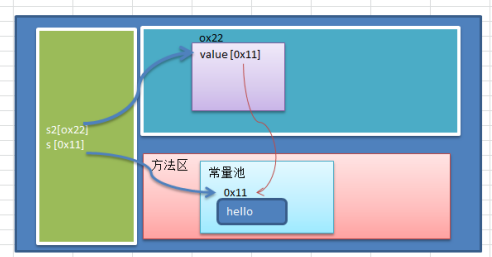 ox22
value [0x11]
s2[ox22]
s [0x11]
方法区
常量池
0x11
hello